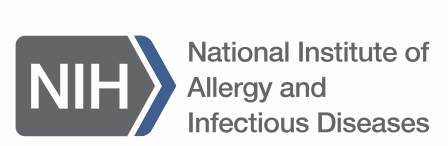 NIH
National Institute of
Allergy and
Infectious Diseases